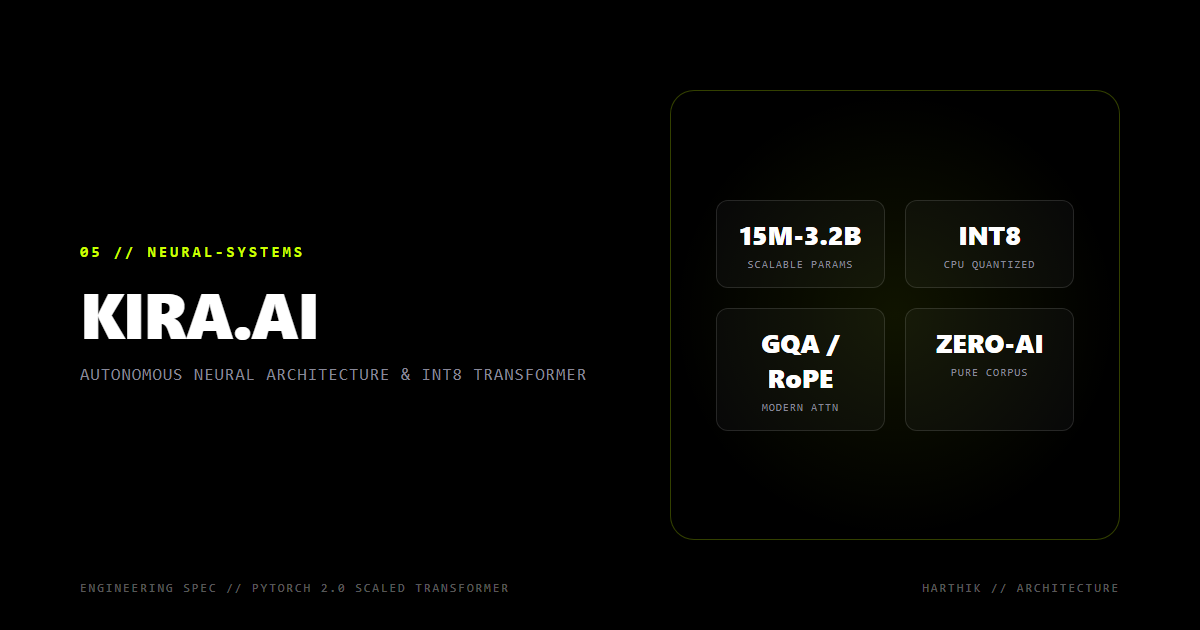 05 // NEURAL-SYSTEMS
KIRA.AI
AUTONOMOUS NEURAL ARCHITECTURE & INT8 TRANSFORMER
15M-3.2B
SCALABLE PARAMS
INT8
CPU QUANTIZED
GQA /
RoPE
MODERN ATTN
ZERO-AI
PURE CORPUS
ENGINEERING SPEC // PYTORCH 2.0 SCALED TRANSFORMER
HARTHIK // ARCHITECTURE